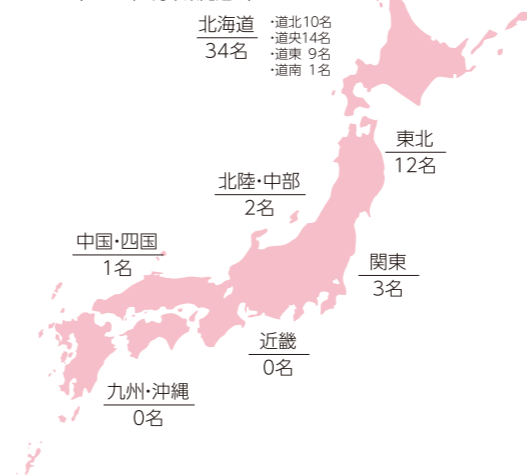 北海道
34名
・道北10名
・道央14名
・道東 9名
・道南 1名
東北
12名
北陸・中部
2名
中国・四国
1名
関東
3名
近畿
0名
九州・沖縄
0名